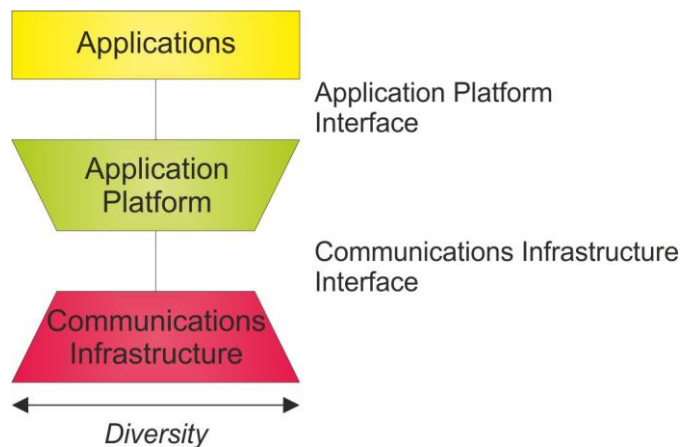 Applications
Application Platform
Interface
Application
Platform
Communications Infrastructure
Interface
Communications
Infrastructure
Diversity